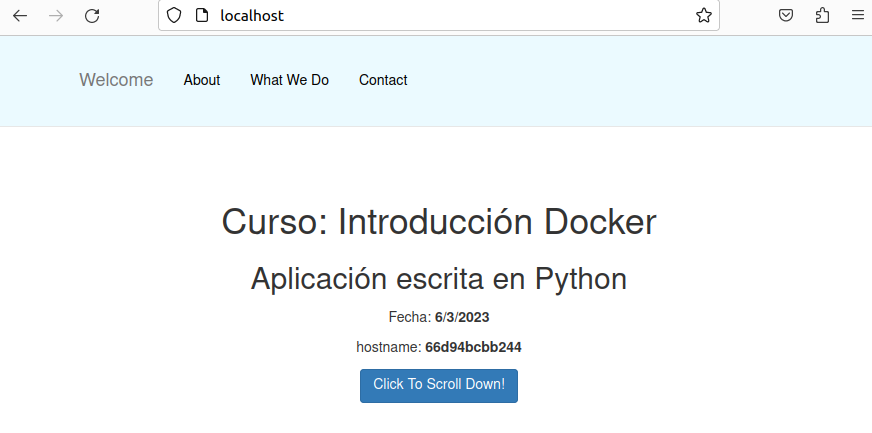 localhost
Welcome About What We Do Contact
Curso: Introducción Docker
Aplicación escrita en Python
Fecha: 6/3/2023
hostname: 66d94bcbb244
Click To Scroll Down!